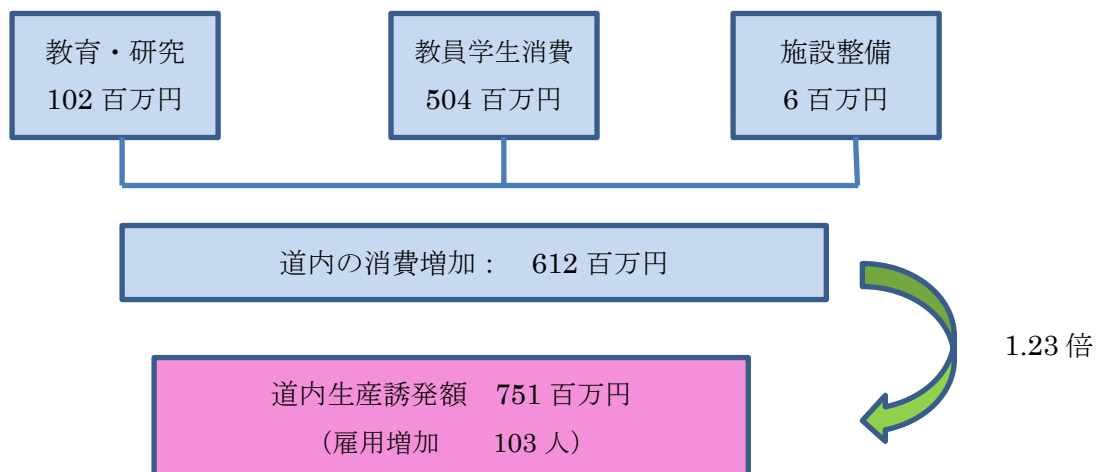 教育・研究
102 百万円
教員学生消費
504 百万円
施設整備
6 百万円
道内の消費増加： 612 百万円
1.23 倍
道内生産誘発額 751 百万円
（雇用増加 103 人）